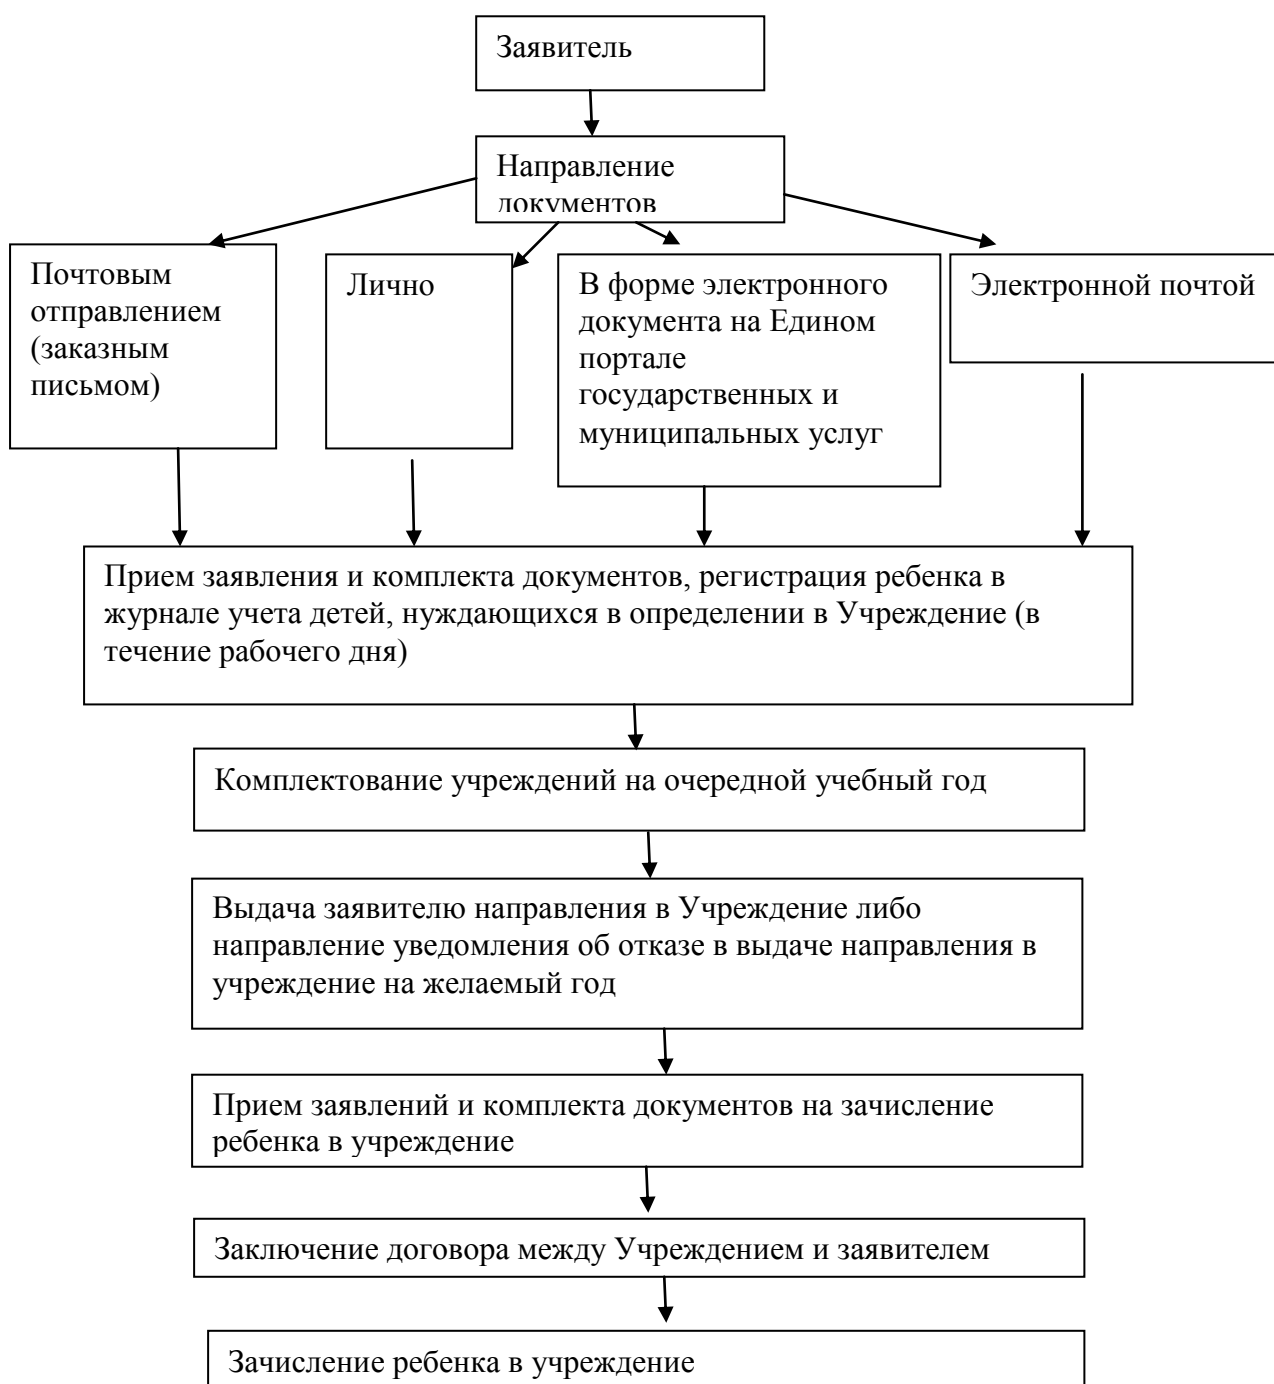 Заявитель
Направление
документов
Почтовым
отправлением
(заказным
письмом)
Лично
В форме электронного
документа на Едином
портале
государственных и
муниципальных услуг
Электронной почтой
Прием заявления и комплекта документов, регистрация ребенка в
журнале учета детей, нуждающихся в определении в Учреждение (в
течение рабочего дня)
Комплектование учреждений на очередной учебный год
Выдача заявителю направления в Учреждение либо
направление уведомления об отказе в выдаче направления в
учреждение на желаемый год
Прием заявлений и комплекта документов на зачисление
ребенка в учреждение
Заключение договора между Учреждением и заявителем
Зачисление ребенка в учреждение